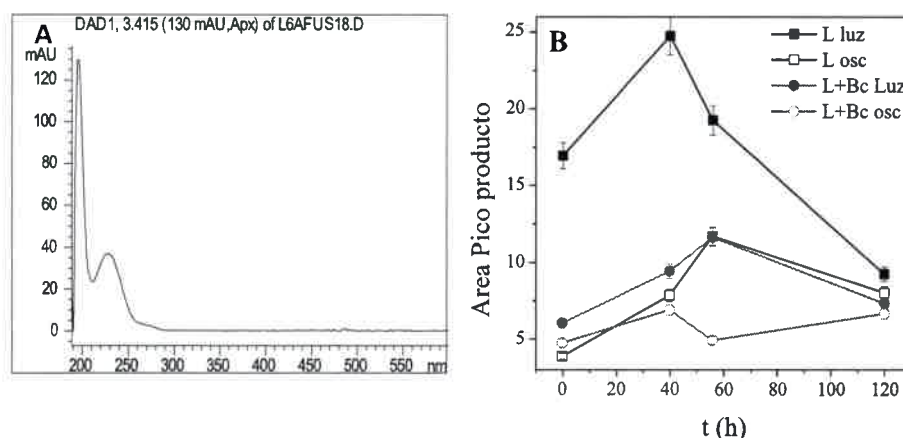 A
DAD1, 3.415 (130 mAU,Apx) of L6AFUS18.D
mAU
120
100
80
60
40
20
0
200 250 300 350 400 450 500 550 nm
B
L luz
L osc
L+Bc Luz
L+Bc osc
Area Pico producto
25
20
15
10
5
0 20 40 60 80 100 120
t (h)